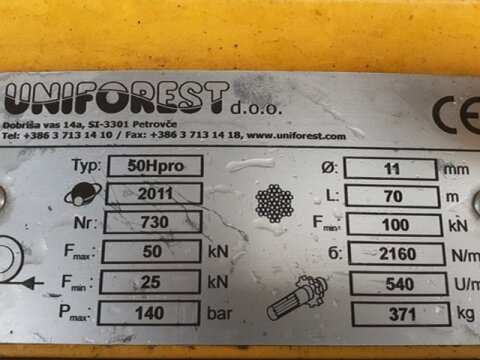 UNIFOREST d.o.o.
Dobriša vas 14a, SI-3301 Petrovče
Tel: +386 3 713 14 10 / Fax: +386 3 713 14 18, www.uniforest.com
CE
Typ: 50Hpro Ø: 11 mm
2011 L: 70 m
Nr: 730 Fmin: 100 kN
Fmax: 50 kN б: 2160 N/m
Fmin: 25 kN 540 U/m
Pmax: 140 bar 371 kg